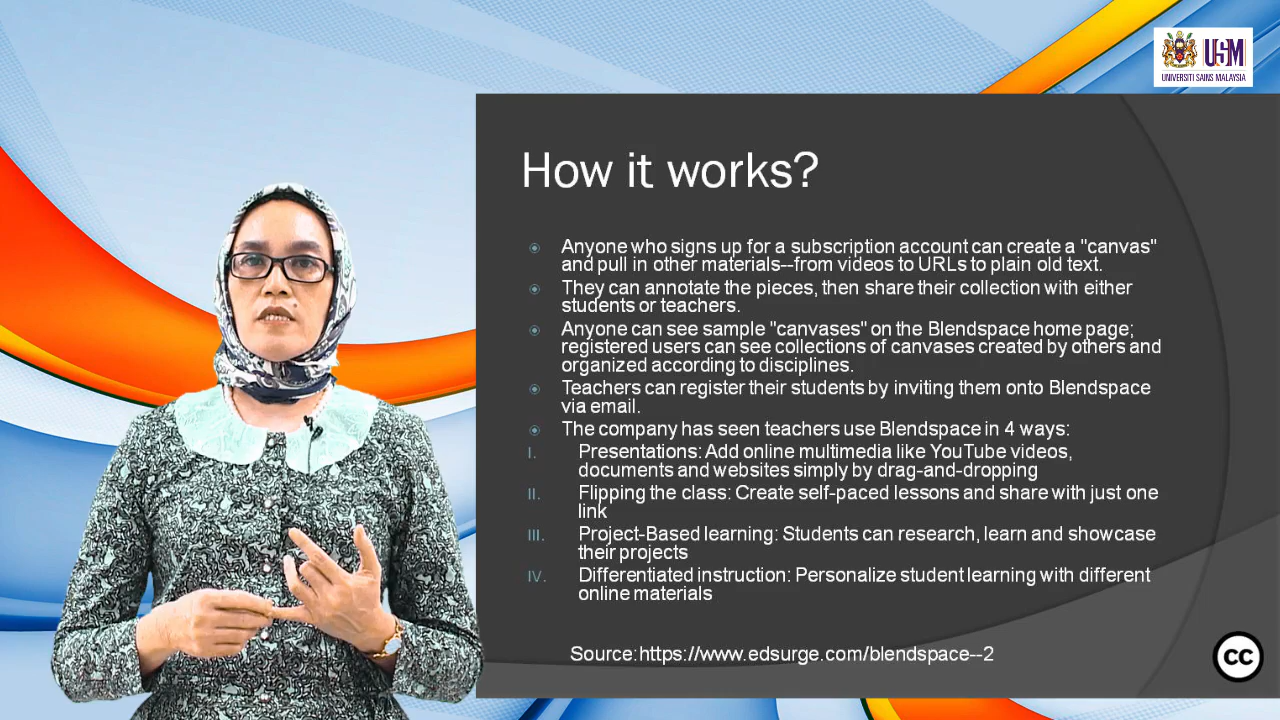 USM
UNIVERSITI SAINS MALAYSIA
How it works?
Anyone who signs up for a subscription account can create a "canvas"
and pull in other materials--from videos to URLs to plain old text.
They can annotate the pieces, then share their collection with either
students or teachers.
Anyone can see sample "canvases" on the Blendspace home page;
registered users can see collections of canvases created by others and
organized according to disciplines.
Teachers can register their students by inviting them onto Blendspace
via email.
The company has seen teachers use Blendspace in 4 ways:
I. Presentations: Add online multimedia like YouTube videos,
documents and websites simply by drag-and-dropping
II. Flipping the class: Create self-paced lessons and share with just one
link
III. Project-Based learning: Students can research, learn and showcase
their projects
IV. Differentiated instruction: Personalize student learning with different
online materials
Source:https://www.edsurge.com/blendspace--2
cc